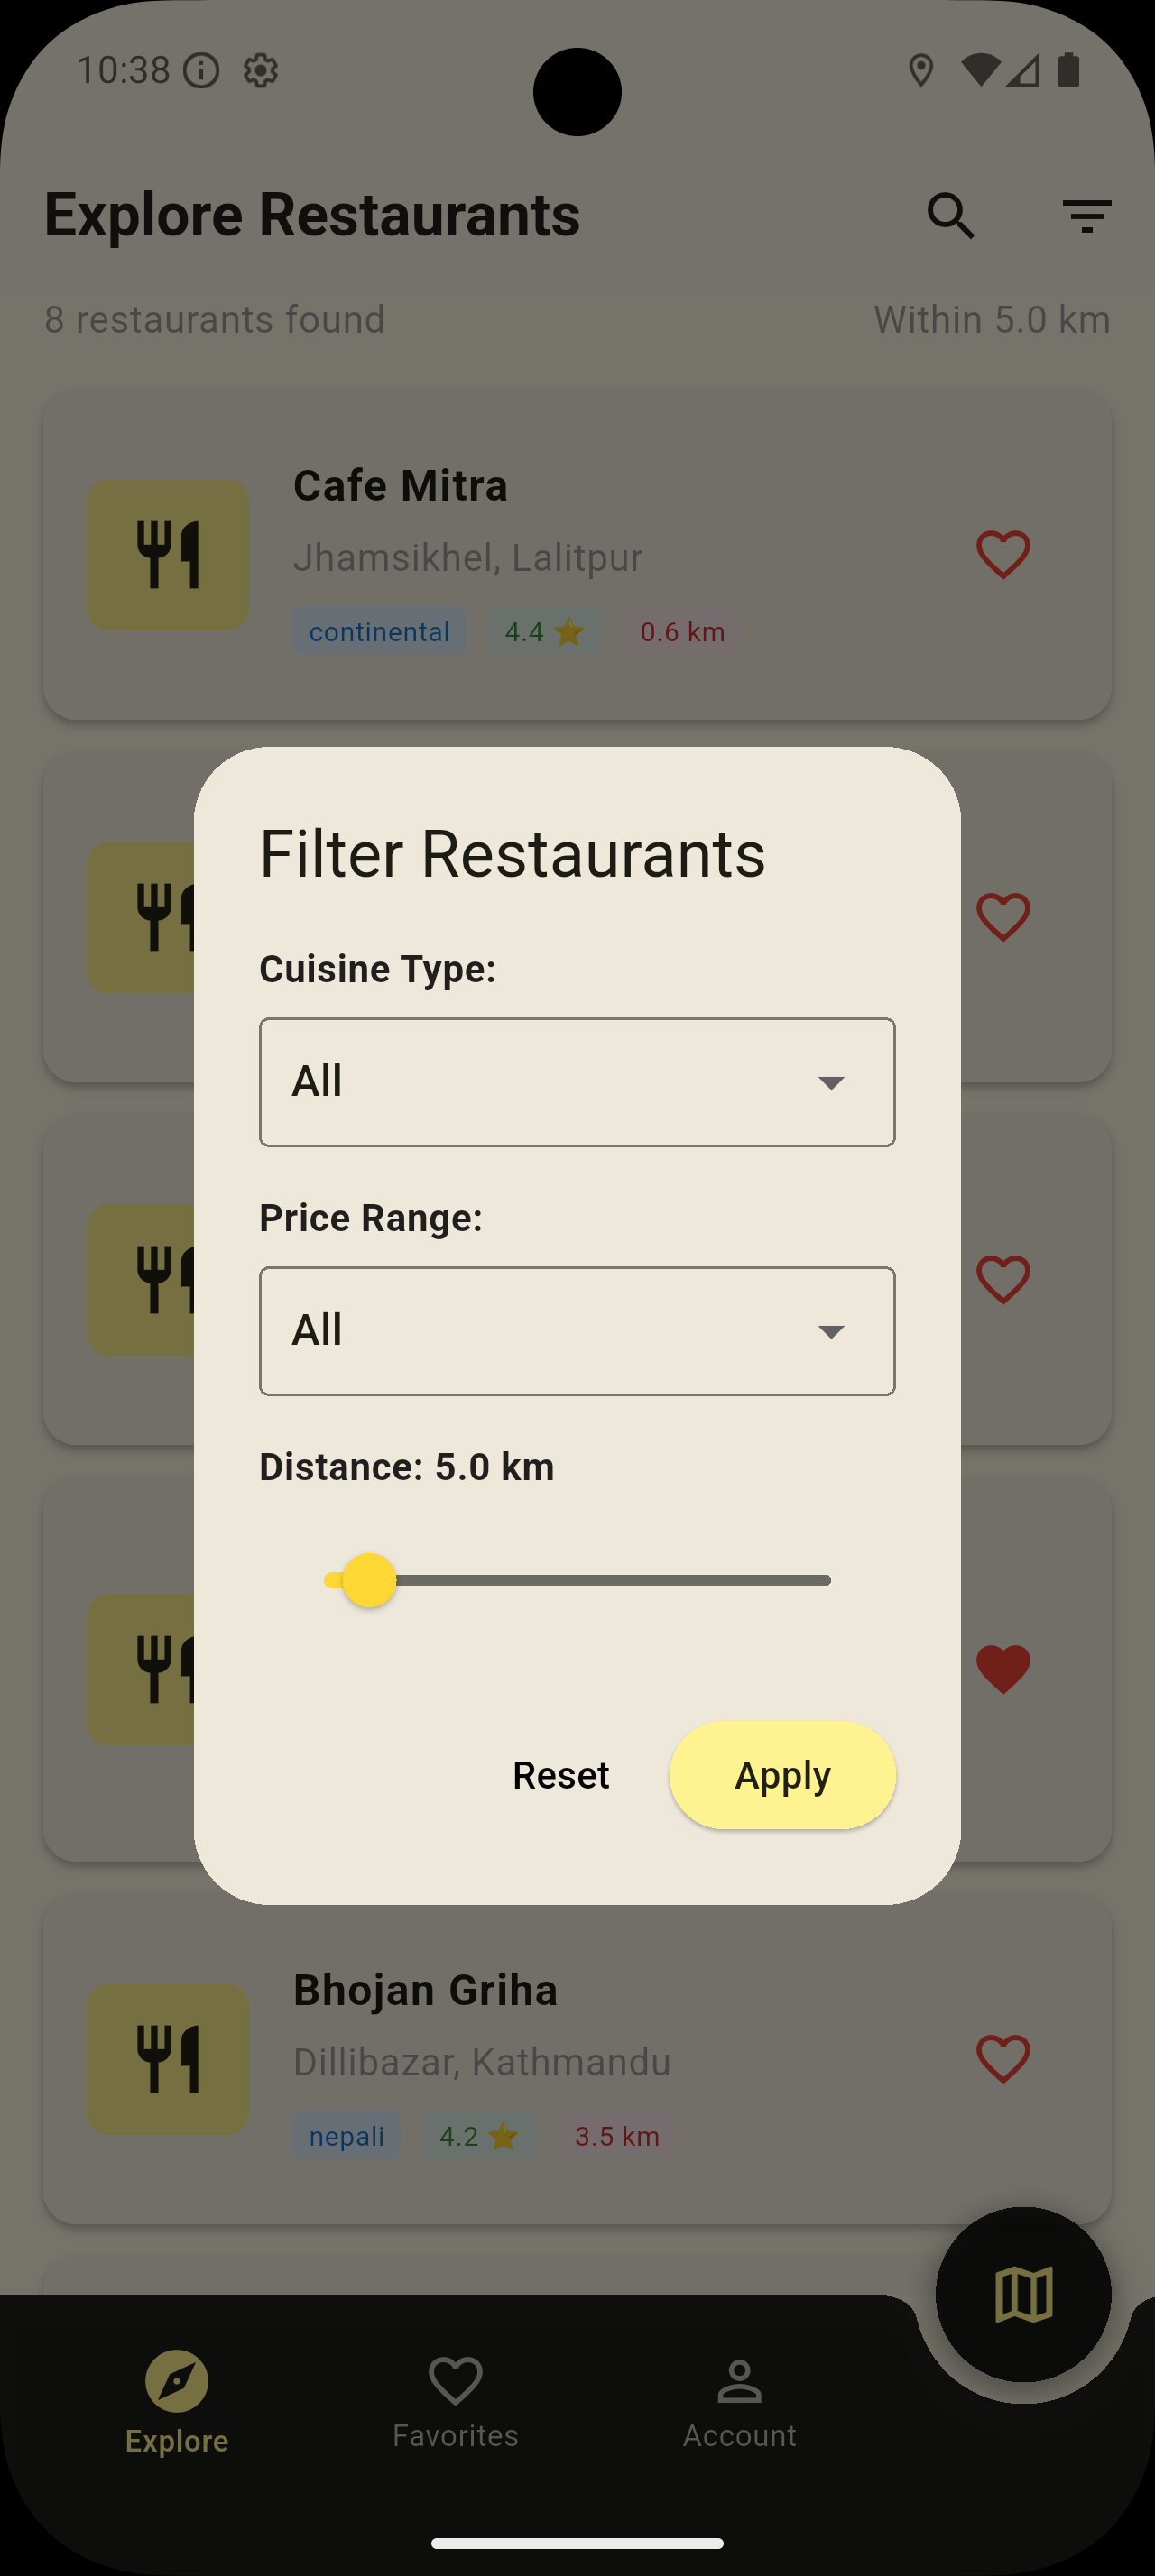 10:38
Explore Restaurants
8 restaurants found
Within 5.0 km
Cafe Mitra
Jhamsikhel, Lalitpur
continental
4.4 ⭐
0.6 km
Filter Restaurants
Cuisine Type:
All
Price Range:
All
Distance: 5.0 km
Reset
Apply
Bhojan Griha
Dillibazar, Kathmandu
nepali
4.2 ⭐
3.5 km
Explore
Favorites
Account